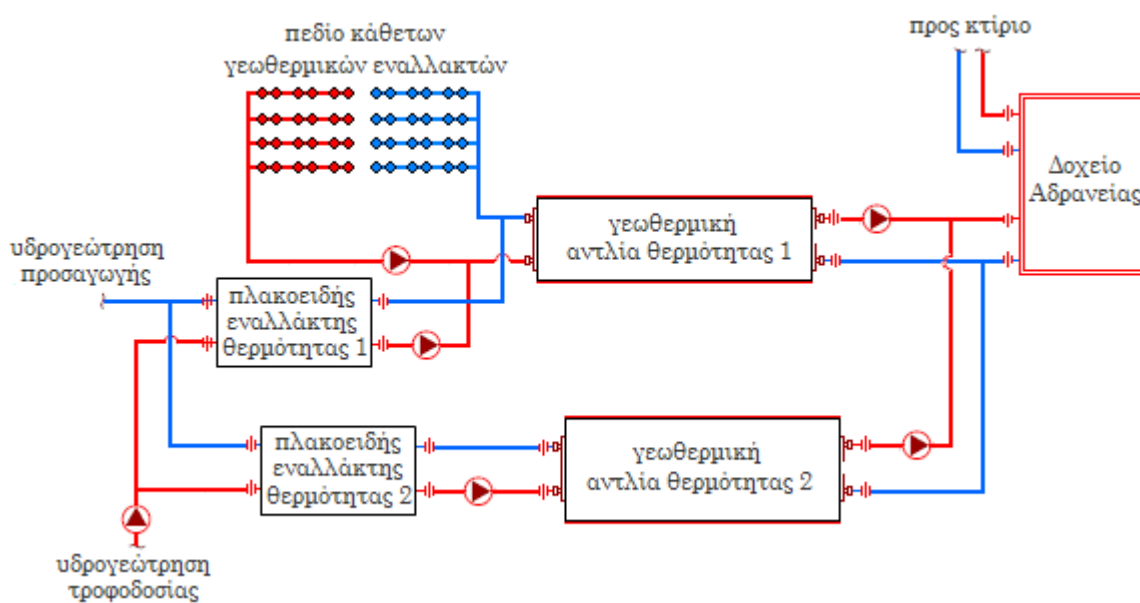 προς κτίριο
πεδίο κάθετων
γεωθερμικών εναλλακτών
Δοχείο
Αδρανείας
γεωθερμική
αντλία θερμότητας 1
υδρογεώτρηση
προσαγωγής
πλακοειδής
εναλλάκτης
θερμότητας 1
πλακοειδής
εναλλάκτης
θερμότητας 2
γεωθερμική
αντλία θερμότητας 2
υδρογεώτρηση
τροφοδοσίας